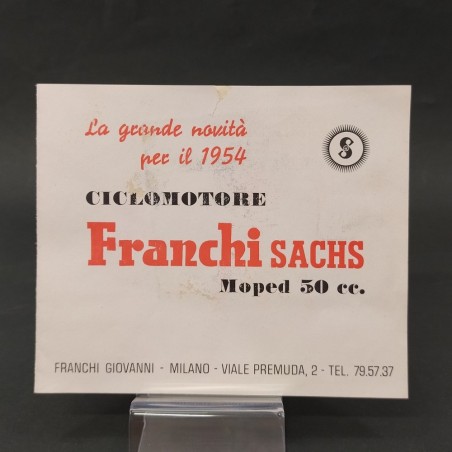 La grande novità
per il 1954
S
CICLOMOTORE
Franchi SACHS
Moped 50 cc.
FRANCHI GIOVANNI - MILANO - VIALE PREMUDA, 2 - TEL. 79.57.37